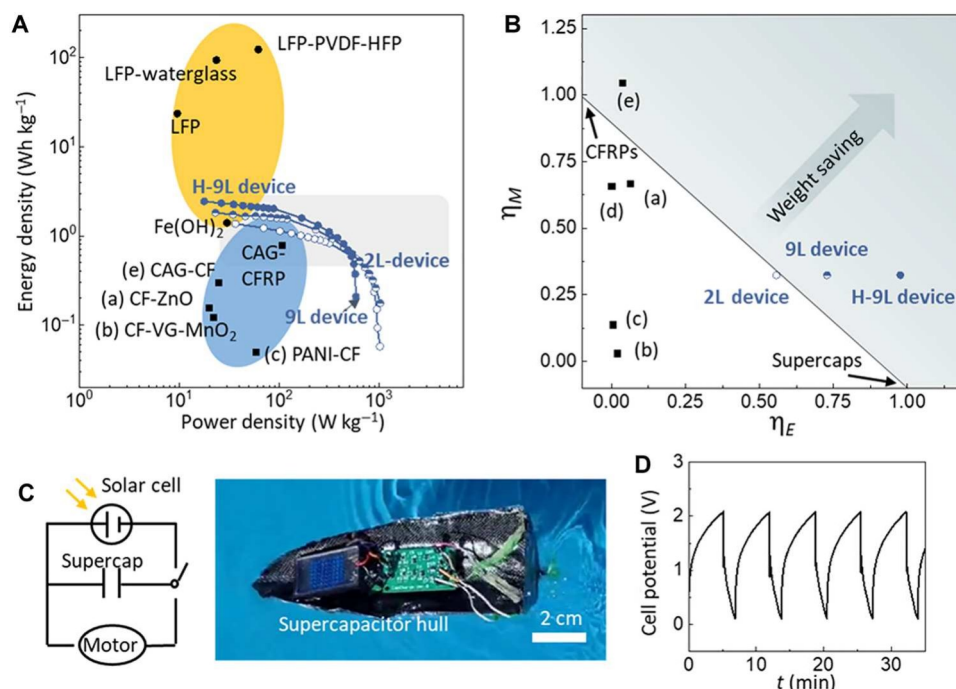 A
Energy density (Wh kg⁻¹)
10²
10¹
10⁰
10⁻¹
LFP-PVDF-HFP
LFP-waterglass
LFP
H-9L device
Fe(OH)₂
CAG-
CFRP
2L-device
(e) CAG-CF
(a) CF-ZnO
9L device
(b) CF-VG-MnO₂
(c) PANI-CF
10⁰ 10¹ 10² 10³
Power density (W kg⁻¹)
B
η_M
1.00
0.75
0.50
0.25
0.00
(e)
CFRPs
(d)
(a)
Weight saving
9L device
2L device
H-9L device
(c)
(b)
Supercaps
0.00 0.25 0.50 0.75 1.00
η_E
C
Solar cell
Supercap
Motor
Supercapacitor hull
2 cm
D
Cell potential (V)
3
2
1
0
0 10 20 30
t (min)